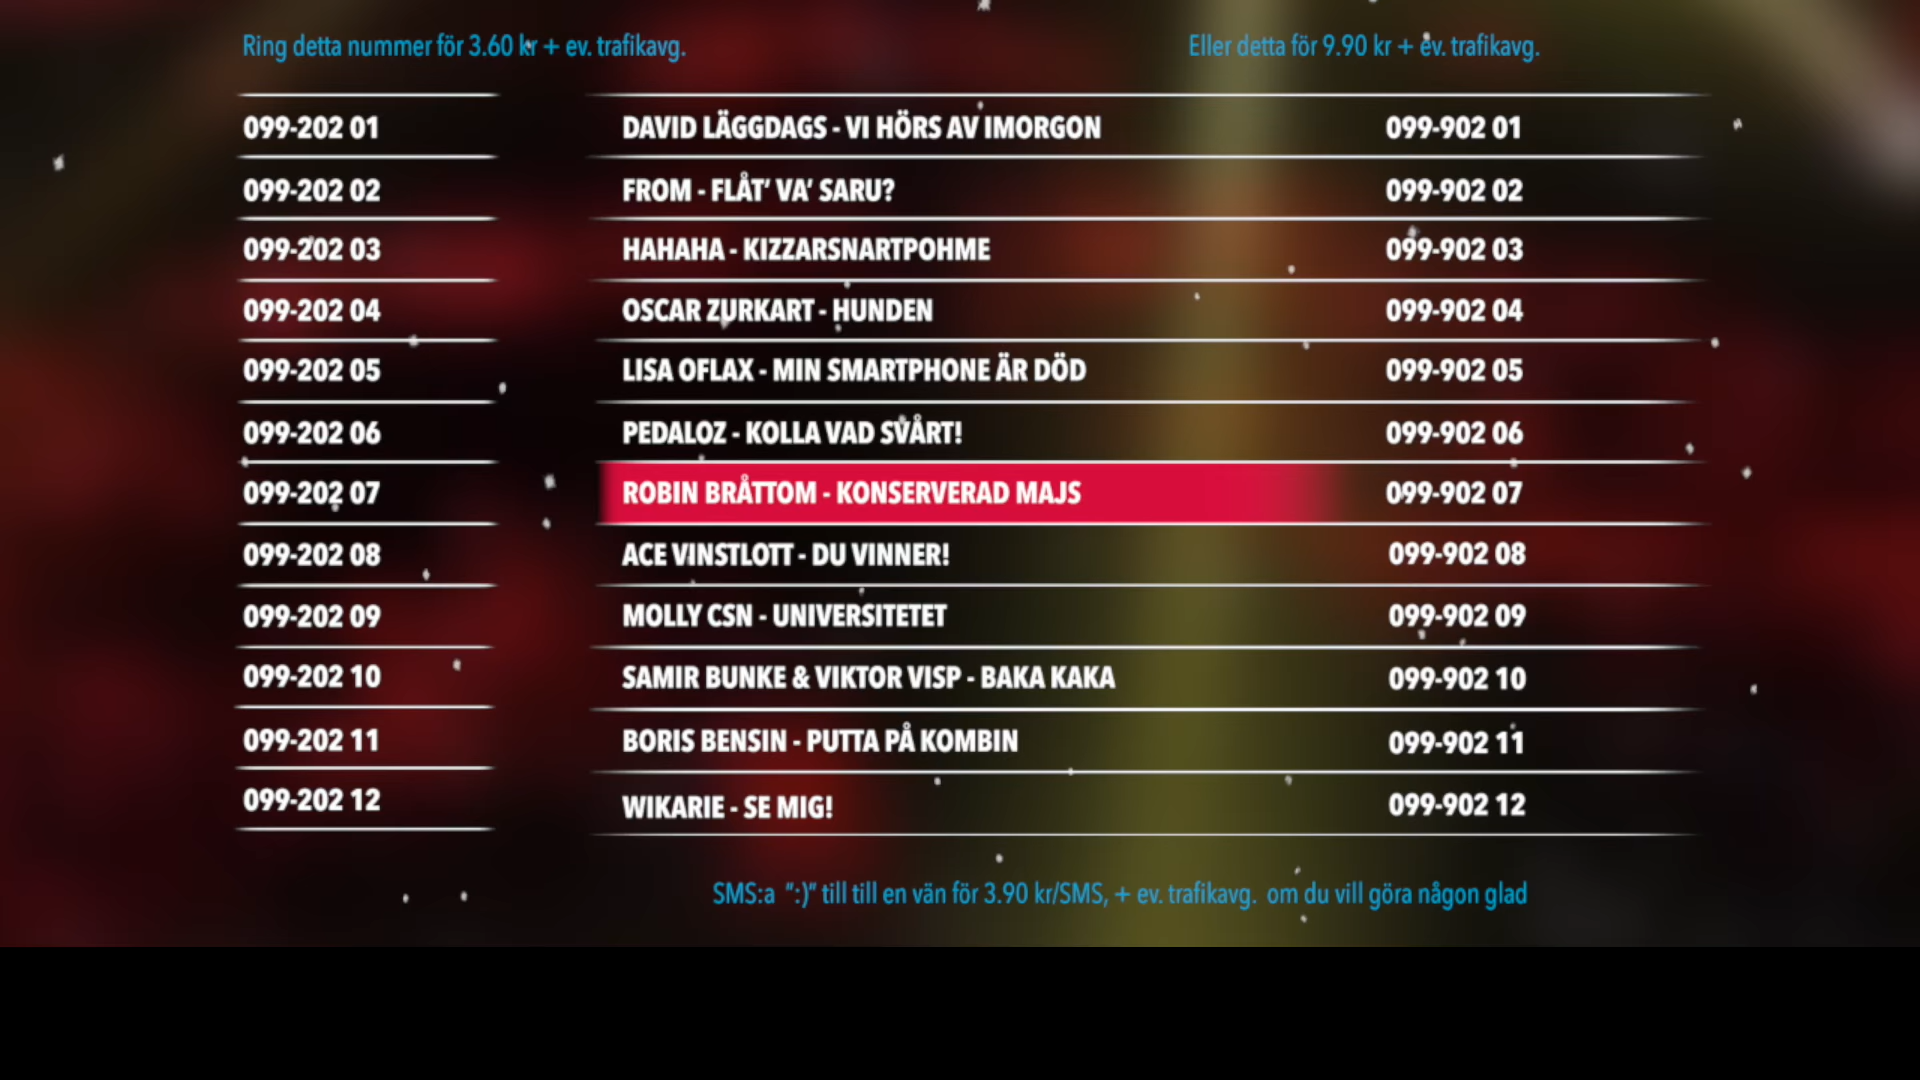 Ring detta nummer för 3.60 kr + ev. trafikavg. Eller detta för 9.90 kr + ev. trafikavg.
099-202 01 DAVID LÄGGDAGS - VI HÖRS AV IMORGON 099-902 01
099-202 02 FROM - FLÅT’ VA’ SARU? 099-902 02
099-202 03 HAHAHA - KIZZARSNARTPOHME 099-902 03
099-202 04 OSCAR ZURKART - HUNDEN 099-902 04
099-202 05 LISA OFLAX - MIN SMARTPHONE ÄR DÖD 099-902 05
099-202 06 PEDALOZ - KOLLA VAD SVÅRT! 099-902 06
099-202 07 ROBIN BRÅTTOM - KONSERVERAD MAJS 099-902 07
099-202 08 ACE VINSTLOTT - DU VINNER! 099-902 08
099-202 09 MOLLY CSN - UNIVERSITETET 099-902 09
099-202 10 SAMIR BUNKE & VIKTOR VISP - BAKA KAKA 099-902 10
099-202 11 BORIS BENSIN - PUTTA PÅ KOMBIN 099-902 11
099-202 12 WIKARIE - SE MIG! 099-902 12
SMS:a ”:)” till till en vän för 3.90 kr/SMS, + ev. trafikavg. om du vill göra någon glad